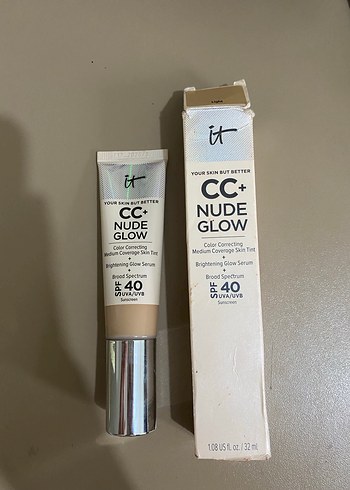 it
YOUR SKIN BUT BETTER
CC+
NUDE
GLOW
Color Correcting
Medium Coverage Skin Tint
+
Brightening Glow Serum
+
Broad Spectrum
SPF 40
UVA/UVB
Sunscreen
it
YOUR SKIN BUT BETTER
CC+
NUDE
GLOW
Color Correcting
Medium Coverage Skin Tint
+
Brightening Glow Serum
+
Broad Spectrum
SPF 40
UVA/UVB
Sunscreen
1.08 US fl. oz. / 32 ml